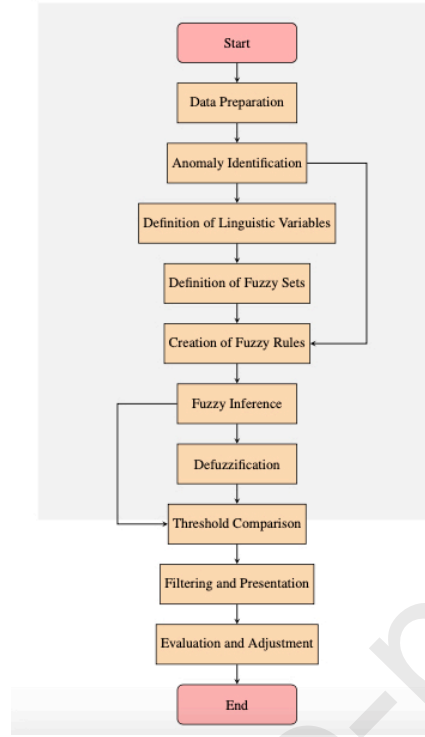 Start
Data Preparation
Anomaly Identification
Definition of Linguistic Variables
Definition of Fuzzy Sets
Creation of Fuzzy Rules
Fuzzy Inference
Defuzzification
Threshold Comparison
Filtering and Presentation
Evaluation and Adjustment
End